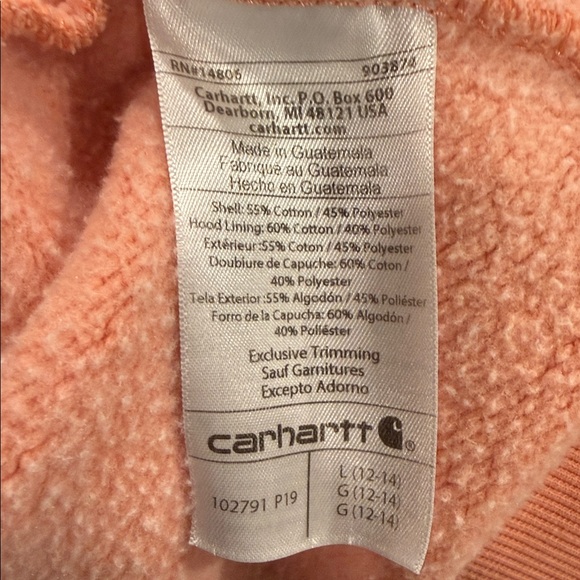 RN#14806 903874
Carhartt, Inc. P.O. Box 600
Dearborn, MI 48121 USA
carhartt.com
Made in Guatemala
Fabriqué au Guatemala
Hecho en Guatemala
Shell: 55% Cotton / 45% Polyester
Hood Lining: 60% Cotton / 40% Polyester
Extérieur:55% Coton / 45% Polyester
Doublure de Capuche: 60% Coton /
40% Polyester
Tela Exterior :55% Algodón / 45% Poliéster
Forro de la Capucha: 60% Algodon /
40% Poliéster
Exclusive Trimming
Sauf Garnitures
Excepto Adorno
carhartt ®
102791 P19
L (12-14)
G (12-14)
G (12-14)